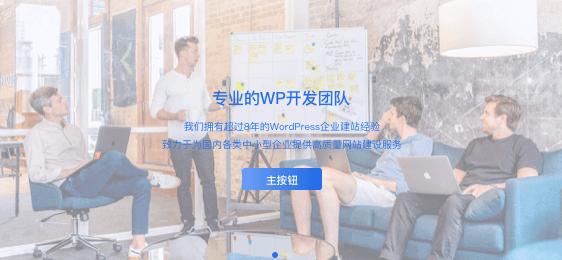 专业的WP开发团队
我们拥有超过8年的WordPress企业建站经验
致力于为国内各类中小型企业提供高质量网站建设服务
主按钮